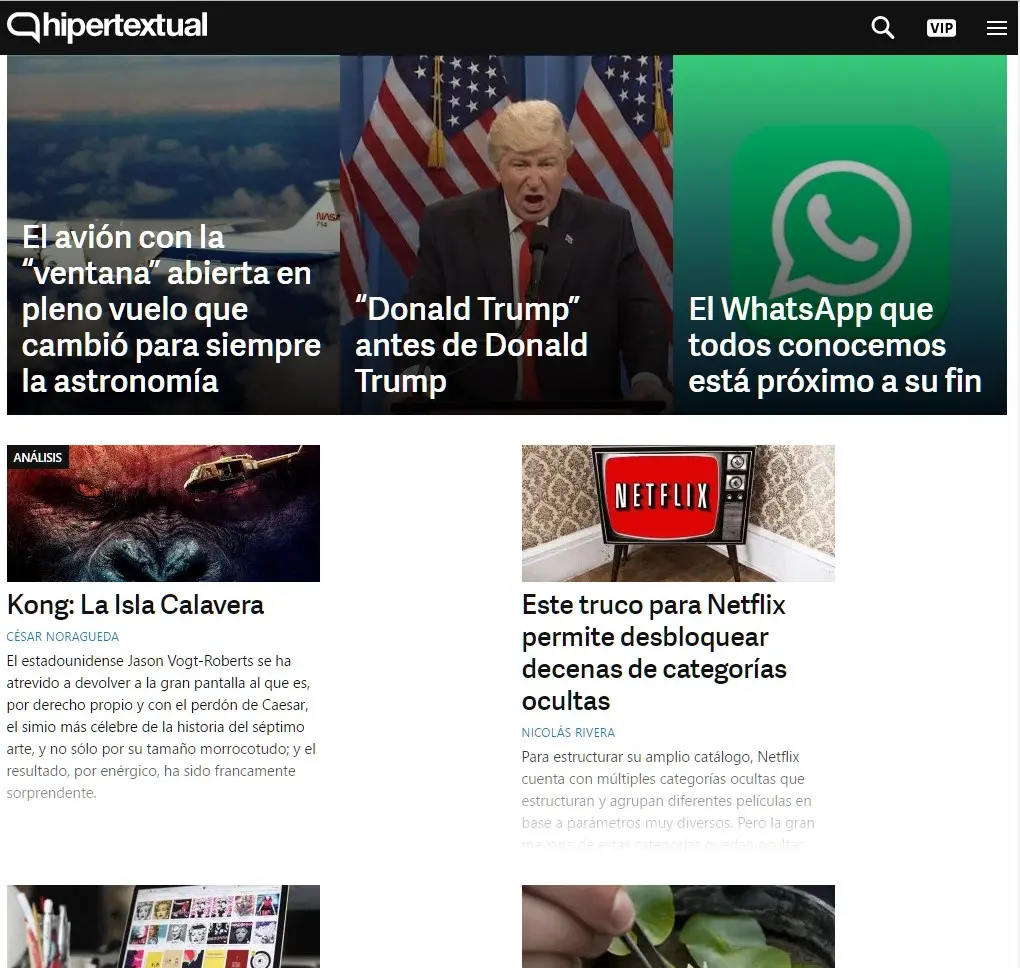 hipertextual
VIP
NASA
El avión con la
“ventana” abierta en
pleno vuelo que
cambió para siempre
la astronomía
“Donald Trump”
antes de Donald
Trump
El WhatsApp que
todos conocemos
está próximo a su fin
ANÁLISIS
NETFLIX
Kong: La Isla Calavera
CÉSAR NORAGUEDA
El estadounidense Jason Vogt-Roberts se ha
atrevido a devolver a la gran pantalla al que es,
por derecho propio y con el perdón de Caesar,
el simio más célebre de la historia del séptimo
arte, y no sólo por su tamaño morrocotudo; y el
resultado, por enérgico, ha sido francamente
sorprendente.
Este truco para Netflix
permite desbloquear
decenas de categorías
ocultas
NICOLÁS RIVERA
Para estructurar su amplio catálogo, Netflix
cuenta con múltiples categorías ocultas que
estructuran y agrupan diferentes películas en
base a parámetros muy diversos. Pero la gran
mayoría de estas categorías quedan ocultas